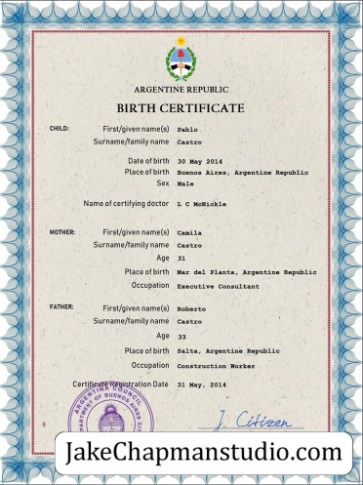 ARGENTINE REPUBLIC
BIRTH CERTIFICATE
CHILD: First/given name(s) Pablo
Surname/family name Castro
Date of birth 30 May 2014
Place of birth Buenos Aires, Argentine Republic
Sex Male
Name of certifying doctor L C McNickle
MOTHER: First/given name(s) Camila
Surname/family name Castro
Age 31
Place of birth Mar del Planta, Argentine Republic
Occupation Executive Consultant
FATHER: First/given name(s) Roberto
Surname/family name Castro
Age 33
Place of birth Salta, Argentine Republic
Occupation Construction Worker
Certificate Registration Date 31 May, 2014
ARGENTINA COUNCIL
J. Citizen
JakeChapmanstudio.com